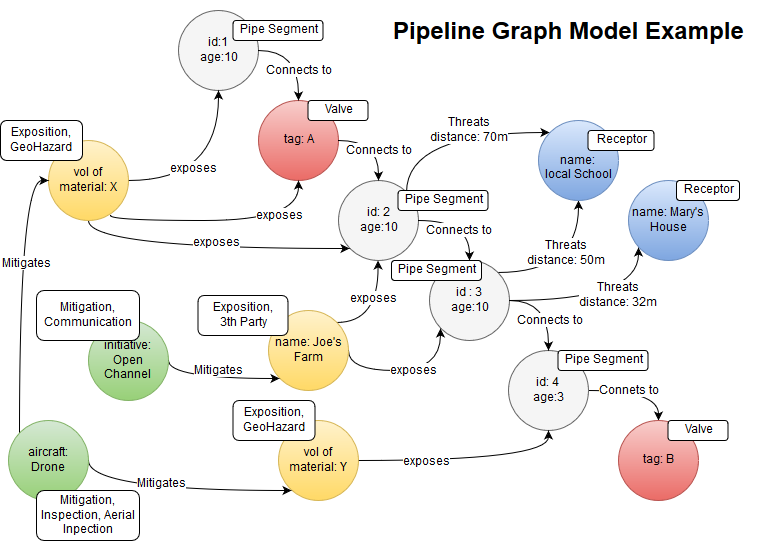 Pipeline Graph Model Example
Pipe Segment
id:1
age:10
Connects to
Valve
tag: A
Exposition,
GeoHazard
vol of
material: X
exposes
exposes
exposes
Connects to
Threats
distance: 70m
Receptor
name:
local School
Receptor
name: Mary's
House
Pipe Segment
id: 2
age:10
Connects to
Pipe Segment
id : 3
age:10
Threats
distance: 50m
Threats
distance: 32m
Mitigates
Mitigation,
Communication
initiative:
Open
Channel
Mitigates
Exposition,
3th Party
name: Joe's
Farm
exposes
exposes
Connects to
Pipe Segment
id: 4
age:3
Connets to
Valve
tag: B
Exposition,
GeoHazard
vol of
material: Y
exposes
aircraft:
Drone
Mitigates
Mitigation,
Inspection, Aerial
Inpection